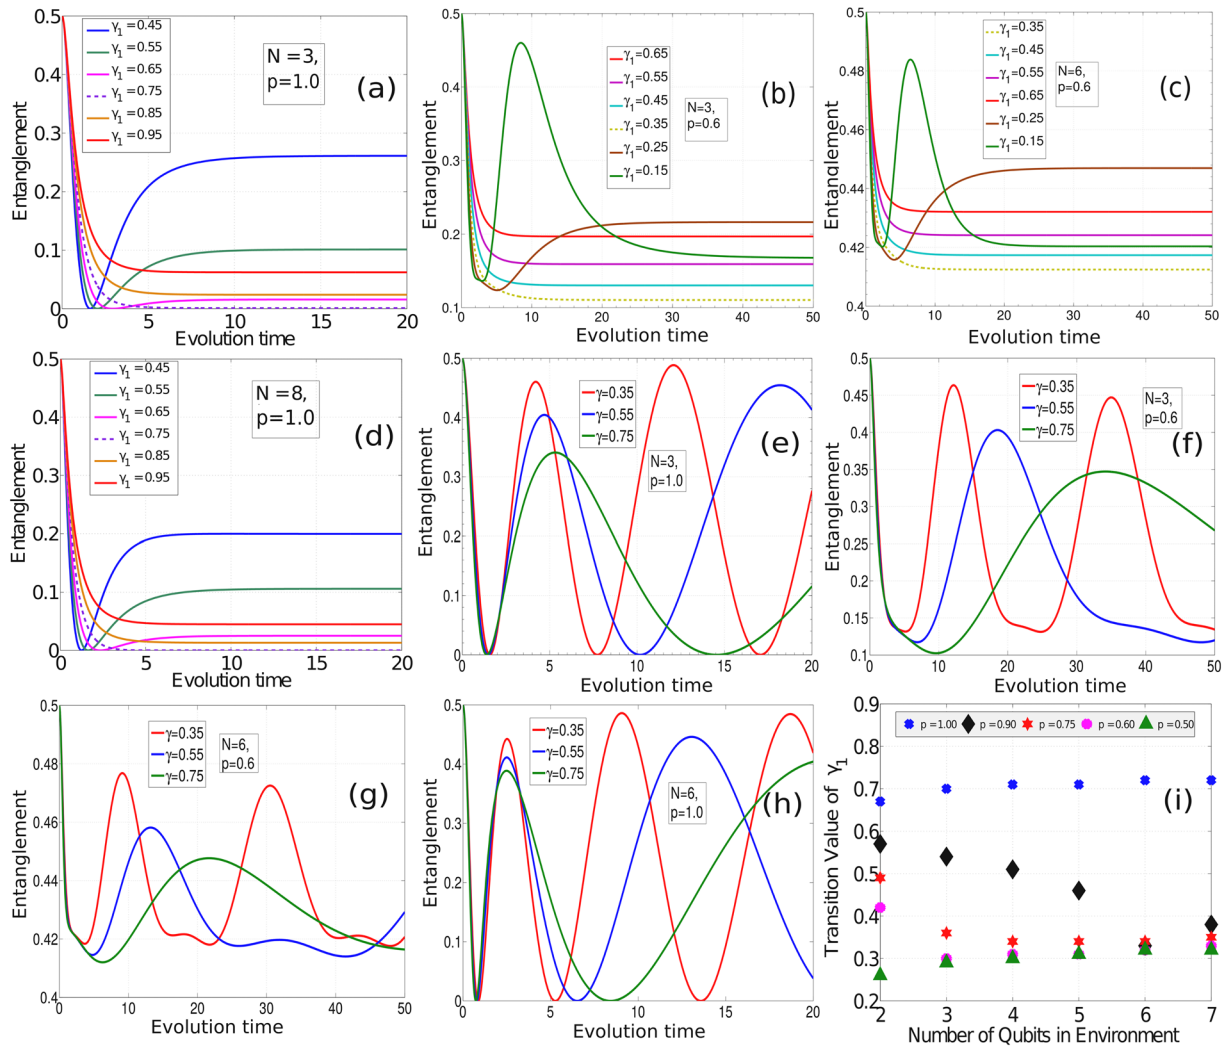 0.5
0.4
0.3
0.2
0.1
0
0
5
10
15
20
Entanglement
Evolution time
γ1 =0.45
γ1 =0.55
γ1 =0.65
γ1 =0.75
γ1 =0.85
γ1 =0.95
N =3,
p=1.0
(a)
0.5
0.4
0.3
0.2
0.1
0
10
20
30
40
50
Entanglement
Evolution time
γ1=0.65
γ1=0.55
γ1=0.45
γ1=0.35
γ1=0.25
γ1=0.15
N=3,
p=0.6
(b)
0.5
0.48
0.46
0.44
0.42
0.4
0
10
20
30
40
50
Entanglement
Evolution time
γ1=0.35
γ1=0.45
γ1=0.55
γ1=0.65
γ1=0.25
γ1=0.15
N=6,
p=0.6
(c)
0.5
0.4
0.3
0.2
0.1
0
0
5
10
15
20
Entanglement
Evolution time
γ1 =0.45
γ1 =0.55
γ1 =0.65
γ1 =0.75
γ1 =0.85
γ1 =0.95
N =8,
p=1.0
(d)
0.5
0.4
0.3
0.2
0.1
0
0
5
10
15
20
Entanglement
Evolution time
γ=0.35
γ=0.55
γ=0.75
N=3,
p=1.0
(e)
0.5
0.45
0.4
0.35
0.3
0.25
0.2
0.15
0.1
0
10
20
30
40
50
Entanglement
Evolution time
γ=0.35
γ=0.55
γ=0.75
N=3,
p=0.6
(f)
0.5
0.48
0.46
0.44
0.42
0.4
0
10
20
30
40
50
Entanglement
Evolution time
γ=0.35
γ=0.55
γ=0.75
N=6,
p=0.6
(g)
0.5
0.4
0.3
0.2
0.1
0
0
5
10
15
20
Entanglement
Evolution time
γ=0.35
γ=0.55
γ=0.75
N=6,
p=1.0
(h)
0.9
0.8
0.7
0.6
0.5
0.4
0.3
0.2
2
3
4
5
6
7
Transition Value of γ1
Number of Qubits in Environment
p =1.00
p =0.90
p =0.75
p =0.60
p =0.50
(i)